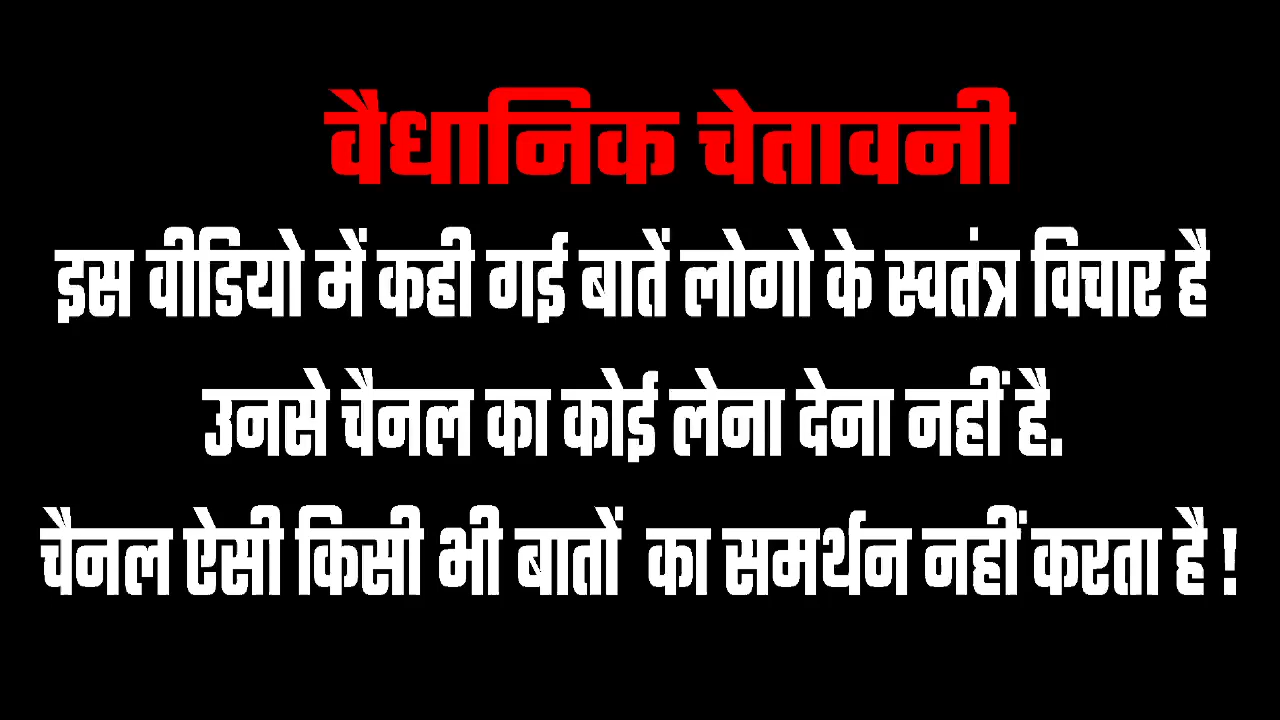 वैधानिक चेतावनी
इस वीडियो में कही गई बातें लोगो के स्वतंत्र विचार है
उनसे चैनल का कोई लेना देना नहीं है.
चैनल ऐसी किसी भी बातों का समर्थन नहीं करता है !